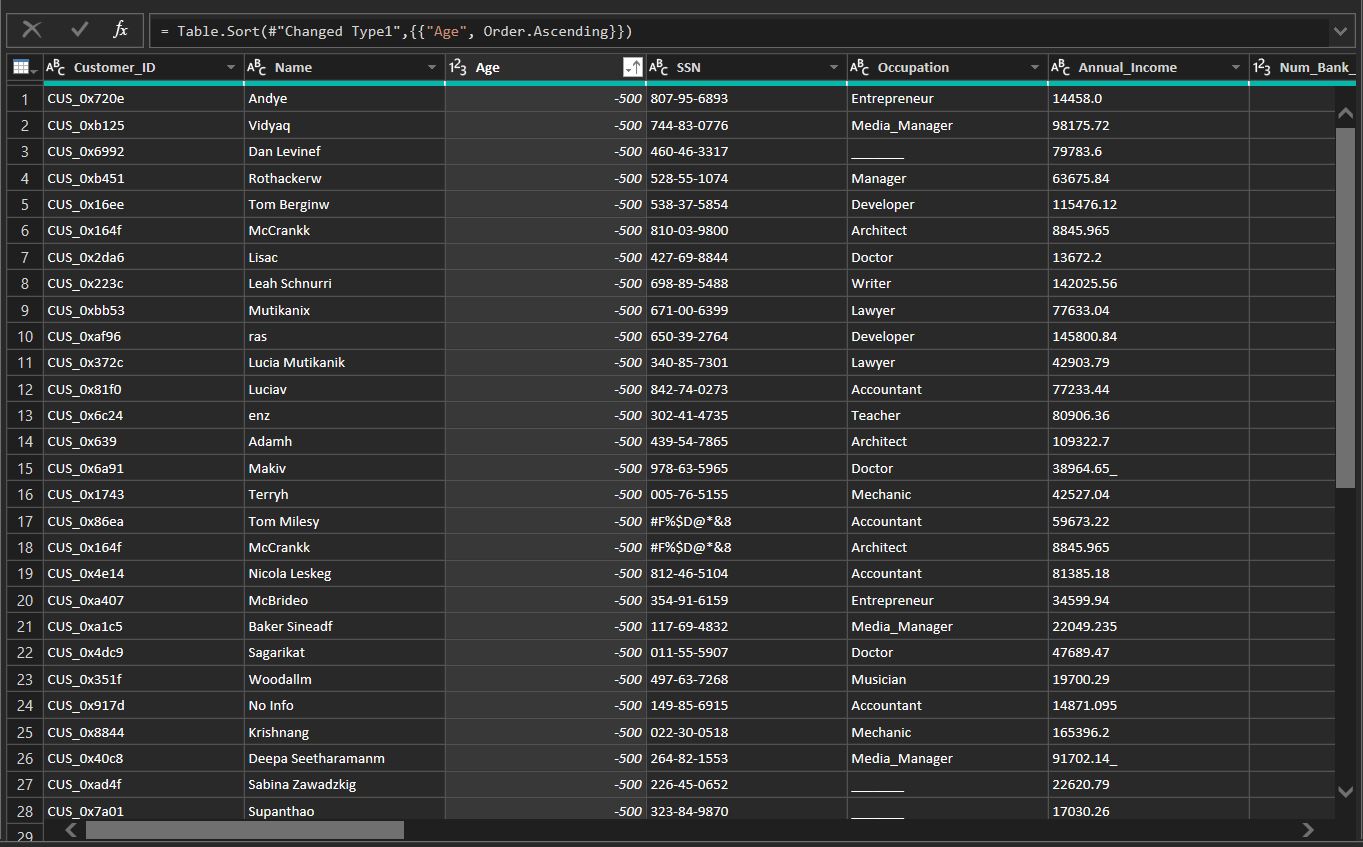 fx = Table.Sort(#"Changed Type1",{{"Age", Order.Ascending}})
ABC Customer_ID ABC Name 123 Age ABC SSN ABC Occupation ABC Annual_Income 123 Num_Bank_
1 CUS_0x720e Andye -500 807-95-6893 Entrepreneur 14458.0
2 CUS_0xb125 Vidyaq -500 744-83-0776 Media_Manager 98175.72
3 CUS_0x6992 Dan Levinef -500 460-46-3317 _______ 79783.6
4 CUS_0xb451 Rothackerw -500 528-55-1074 Manager 63675.84
5 CUS_0x16ee Tom Berginw -500 538-37-5854 Developer 115476.12
6 CUS_0x164f McCrankk -500 810-03-9800 Architect 8845.965
7 CUS_0x2da6 Lisac -500 427-69-8844 Doctor 13672.2
8 CUS_0x223c Leah Schnurri -500 698-89-5488 Writer 142025.56
9 CUS_0xbb53 Mutikanix -500 671-00-6399 Lawyer 77633.04
10 CUS_0xaf96 ras -500 650-39-2764 Developer 145800.84
11 CUS_0x372c Lucia Mutikanik -500 340-85-7301 Lawyer 42903.79
12 CUS_0x81f0 Luciav -500 842-74-0273 Accountant 77233.44
13 CUS_0x6c24 enz -500 302-41-4735 Teacher 80906.36
14 CUS_0x639 Adamh -500 439-54-7865 Architect 109322.7
15 CUS_0x6a91 Makiv -500 978-63-5965 Doctor 38964.65_
16 CUS_0x1743 Terryh -500 005-76-5155 Mechanic 42527.04
17 CUS_0x86ea Tom Milesy -500 #F%$D@*&8 Accountant 59673.22
18 CUS_0x164f McCrankk -500 #F%$D@*&8 Architect 8845.965
19 CUS_0x4e14 Nicola Leskeg -500 812-46-5104 Accountant 81385.18
20 CUS_0xa407 McBrideo -500 354-91-6159 Entrepreneur 34599.94
21 CUS_0xa1c5 Baker Sineadf -500 117-69-4832 Media_Manager 22049.235
22 CUS_0x4dc9 Sagarikat -500 011-55-5907 Doctor 47689.47
23 CUS_0x351f Woodallm -500 497-63-7268 Musician 19700.29
24 CUS_0x917d No Info -500 149-85-6915 Accountant 14871.095
25 CUS_0x8844 Krishnang -500 022-30-0518 Mechanic 165396.2
26 CUS_0x40c8 Deepa Seetharamanm -500 264-82-1553 Media_Manager 91702.14_
27 CUS_0xad4f Sabina Zawadzkig -500 226-45-0652 _______ 22620.79
28 CUS_0x7a01 Supanthao -500 323-84-9870 _______ 17030.26
29